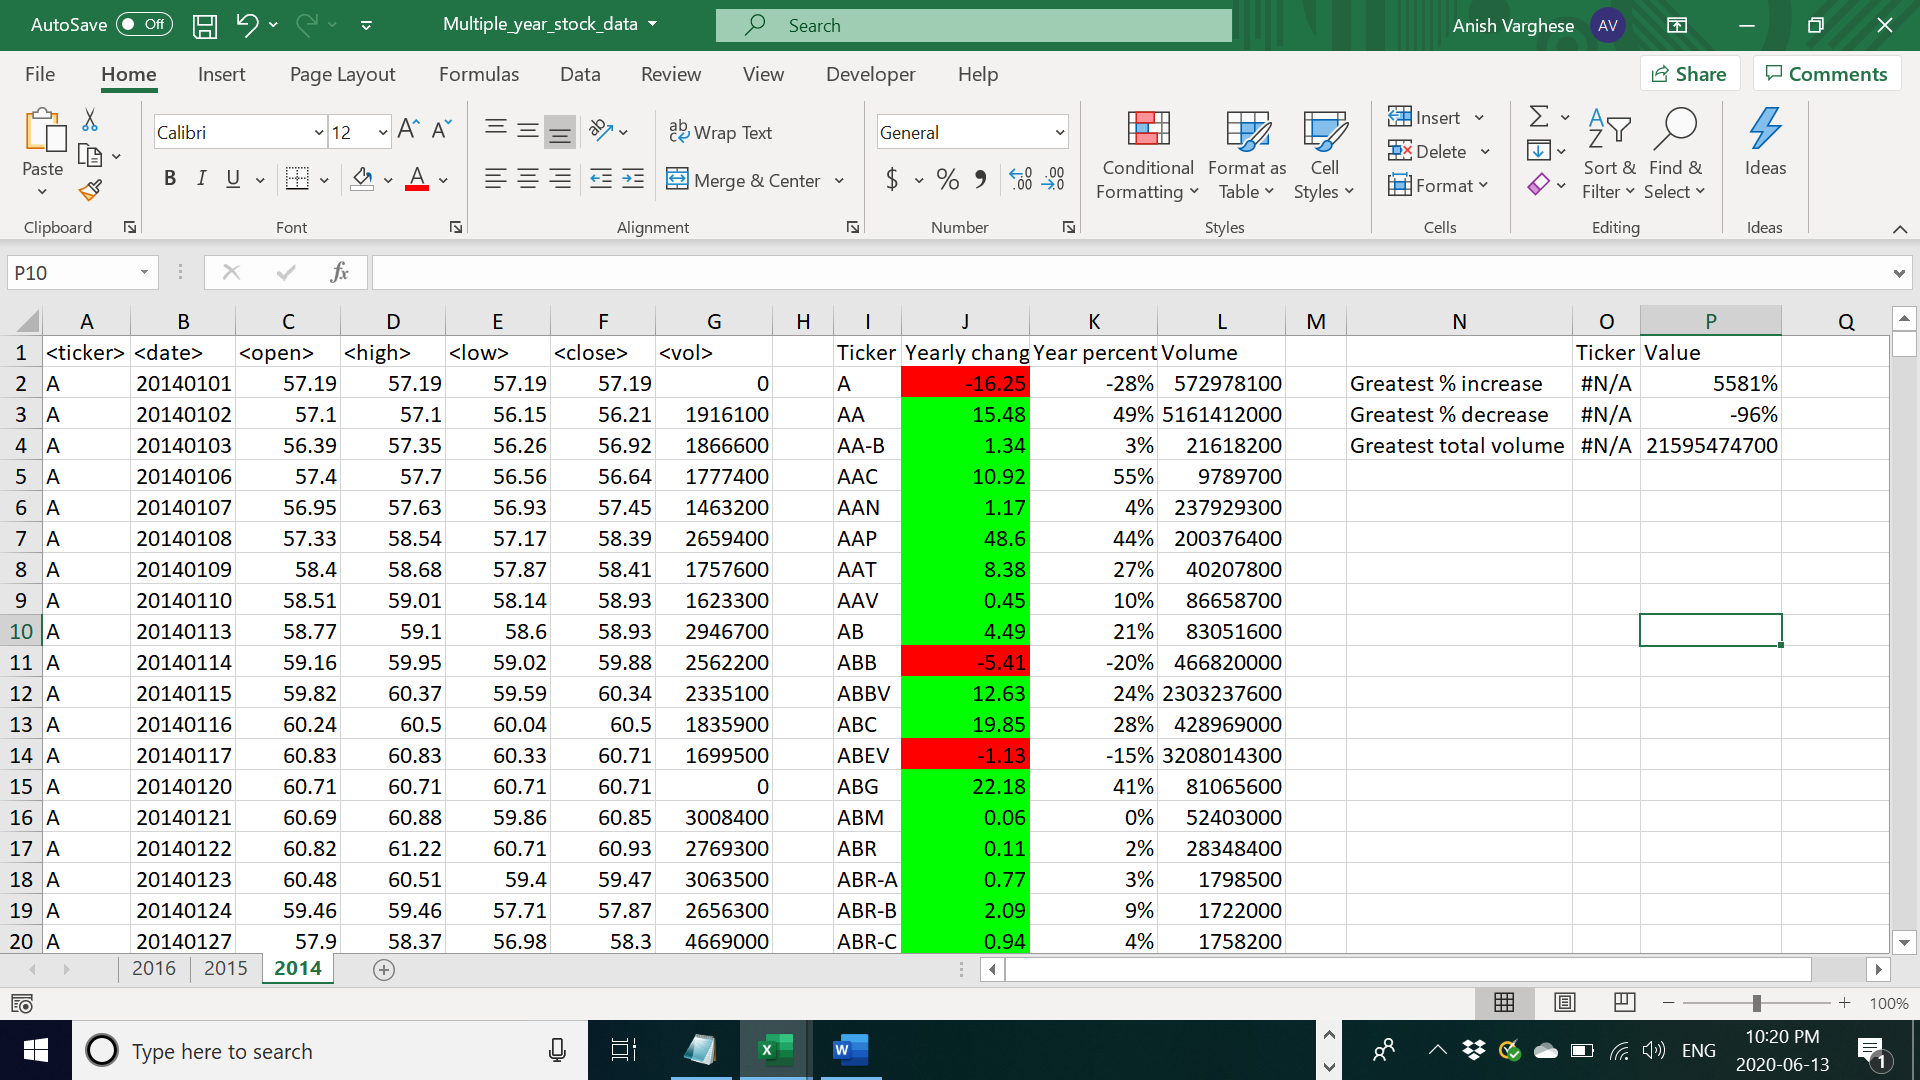 AutoSave Off Multiple_year_stock_data Search Anish Varghese AV
File Home Insert Page Layout Formulas Data Review View Developer Help Share Comments
Paste Calibri 12 A A ab Wrap Text General Conditional Formatting Format as Table Cell Styles Insert Sort & Filter Find & Select Ideas
Delete
B I U A Merge & Center $ % Format
Clipboard Font Alignment Number Styles Cells Editing Ideas
P10 fx
A B C D E F G H I J K L M N O P Q
1 <ticker> <date> <open> <high> <low> <close> <vol> Ticker Yearly chang Year percent Volume Ticker Value
2 A 20140101 57.19 57.19 57.19 57.19 0 A -16.25 -28% 572978100 Greatest % increase #N/A 5581%
3 A 20140102 57.1 57.1 56.15 56.21 1916100 AA 15.48 49% 5161412000 Greatest % decrease #N/A -96%
4 A 20140103 56.39 57.35 56.26 56.92 1866600 AA-B 1.34 3% 21618200 Greatest total volume #N/A 21595474700
5 A 20140106 57.4 57.7 56.56 56.64 1777400 AAC 10.92 55% 9789700
6 A 20140107 56.95 57.63 56.93 57.45 1463200 AAN 1.17 4% 237929300
7 A 20140108 57.33 58.54 57.17 58.39 2659400 AAP 48.6 44% 200376400
8 A 20140109 58.4 58.68 57.87 58.41 1757600 AAT 8.38 27% 40207800
9 A 20140110 58.51 59.01 58.14 58.93 1623300 AAV 0.45 10% 86658700
10 A 20140113 58.77 59.1 58.6 58.93 2946700 AB 4.49 21% 83051600
11 A 20140114 59.16 59.95 59.02 59.88 2562200 ABB -5.41 -20% 466820000
12 A 20140115 59.82 60.37 59.59 60.34 2335100 ABBV 12.63 24% 2303237600
13 A 20140116 60.24 60.5 60.04 60.5 1835900 ABC 19.85 28% 428969000
14 A 20140117 60.83 60.83 60.33 60.71 1699500 ABEV -1.13 -15% 3208014300
15 A 20140120 60.71 60.71 60.71 60.71 0 ABG 22.18 41% 81065600
16 A 20140121 60.69 60.88 59.86 60.85 3008400 ABM 0.06 0% 52403000
17 A 20140122 60.82 61.22 60.71 60.93 2769300 ABR 0.11 2% 28348400
18 A 20140123 60.48 60.51 59.4 59.47 3063500 ABR-A 0.77 3% 1798500
19 A 20140124 59.46 59.46 57.71 57.87 2656300 ABR-B 2.09 9% 1722000
20 A 20140127 57.9 58.37 56.98 58.3 4669000 ABR-C 0.94 4% 1758200
2016 2015 2014
100%
Type here to search ENG 10:20 PM
2020-06-13 1